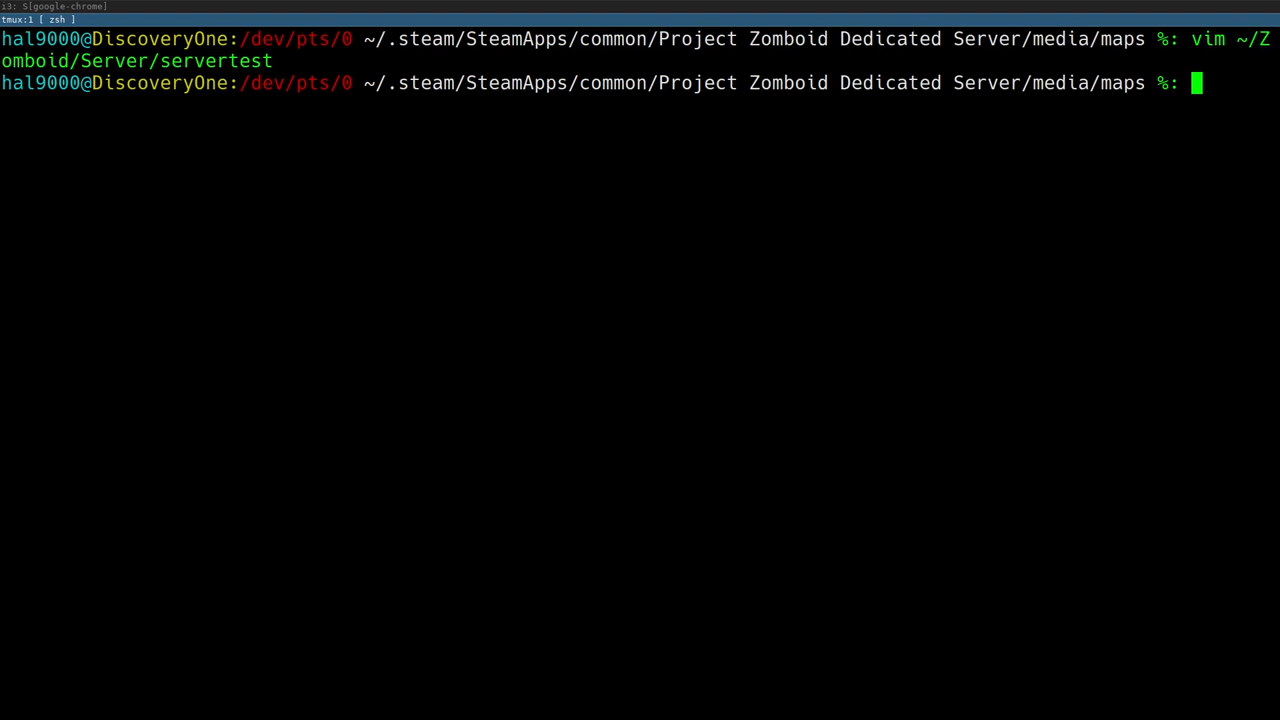 i3: S[google-chrome]
tmux:1 [ zsh ]
hal9000@DiscoveryOne:/dev/pts/0 ~/.steam/SteamApps/common/Project Zomboid Dedicated Server/media/maps %: vim ~/Z
omboid/Server/servertest
hal9000@DiscoveryOne:/dev/pts/0 ~/.steam/SteamApps/common/Project Zomboid Dedicated Server/media/maps %: